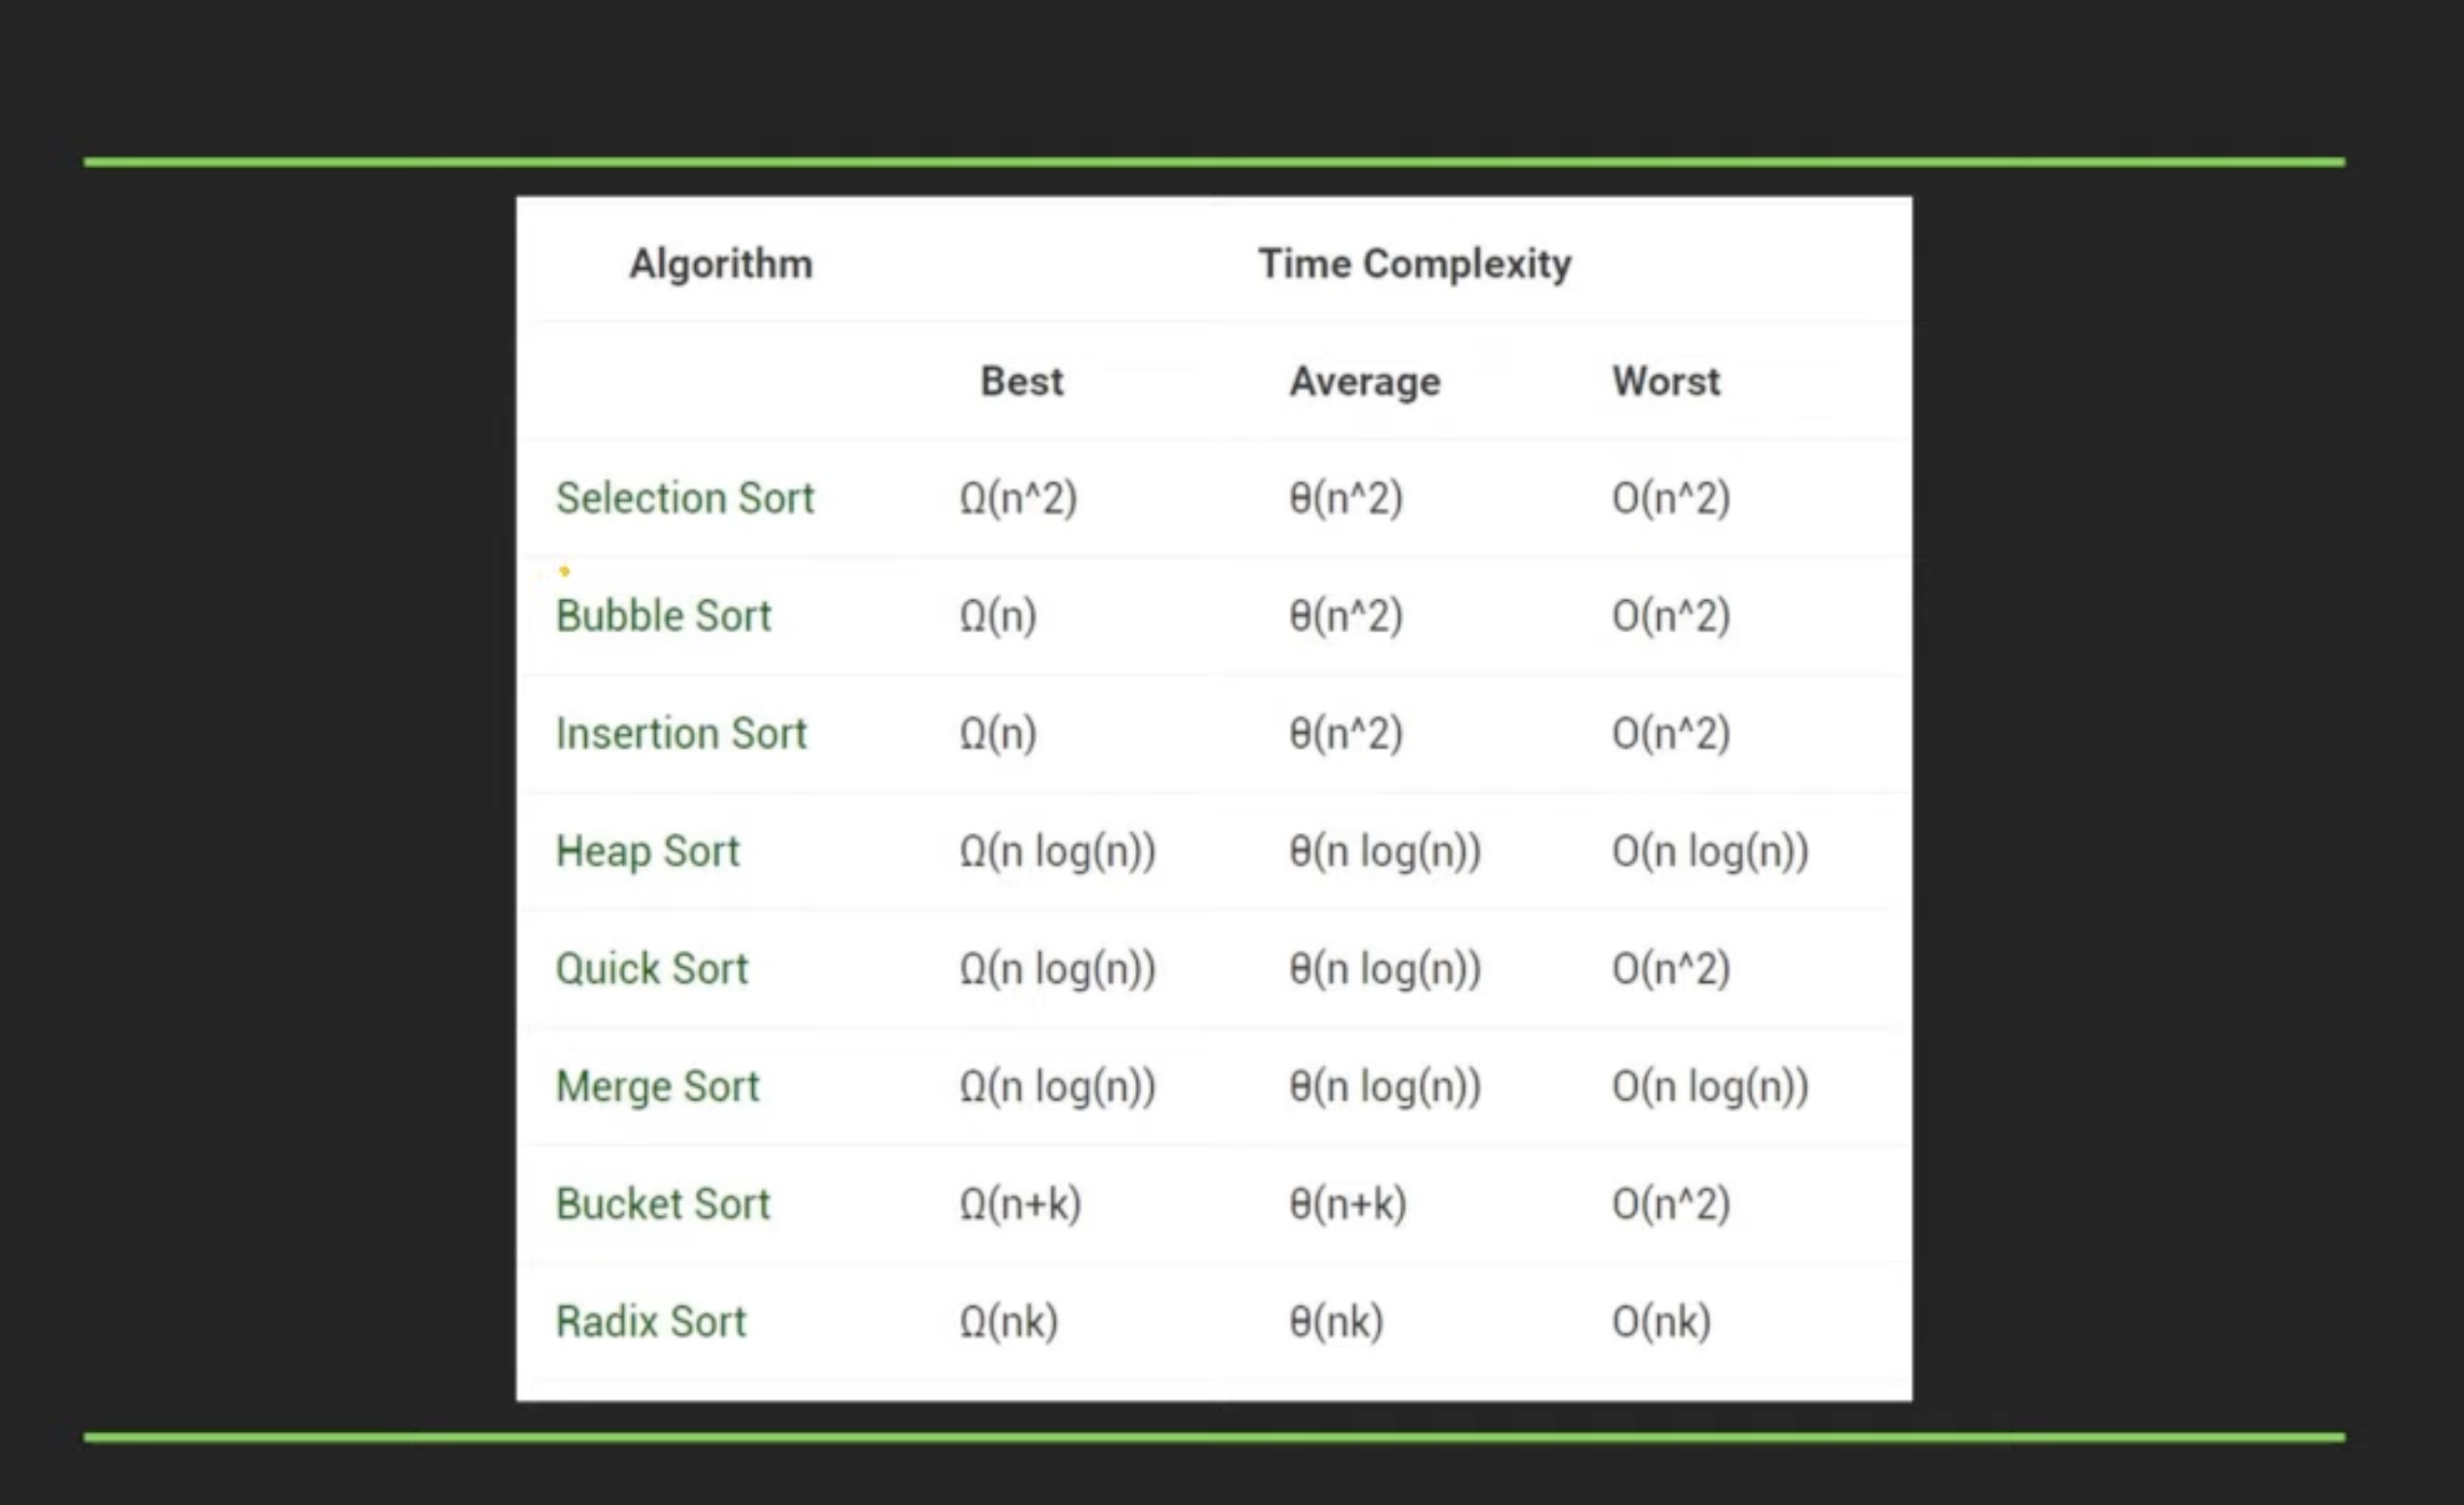 Algorithm Time Complexity
Best Average Worst
Selection Sort Ω(n^2) θ(n^2) O(n^2)
Bubble Sort Ω(n) θ(n^2) O(n^2)
Insertion Sort Ω(n) θ(n^2) O(n^2)
Heap Sort Ω(n log(n)) θ(n log(n)) O(n log(n))
Quick Sort Ω(n log(n)) θ(n log(n)) O(n^2)
Merge Sort Ω(n log(n)) θ(n log(n)) O(n log(n))
Bucket Sort Ω(n+k) θ(n+k) O(n^2)
Radix Sort Ω(nk) θ(nk) O(nk)